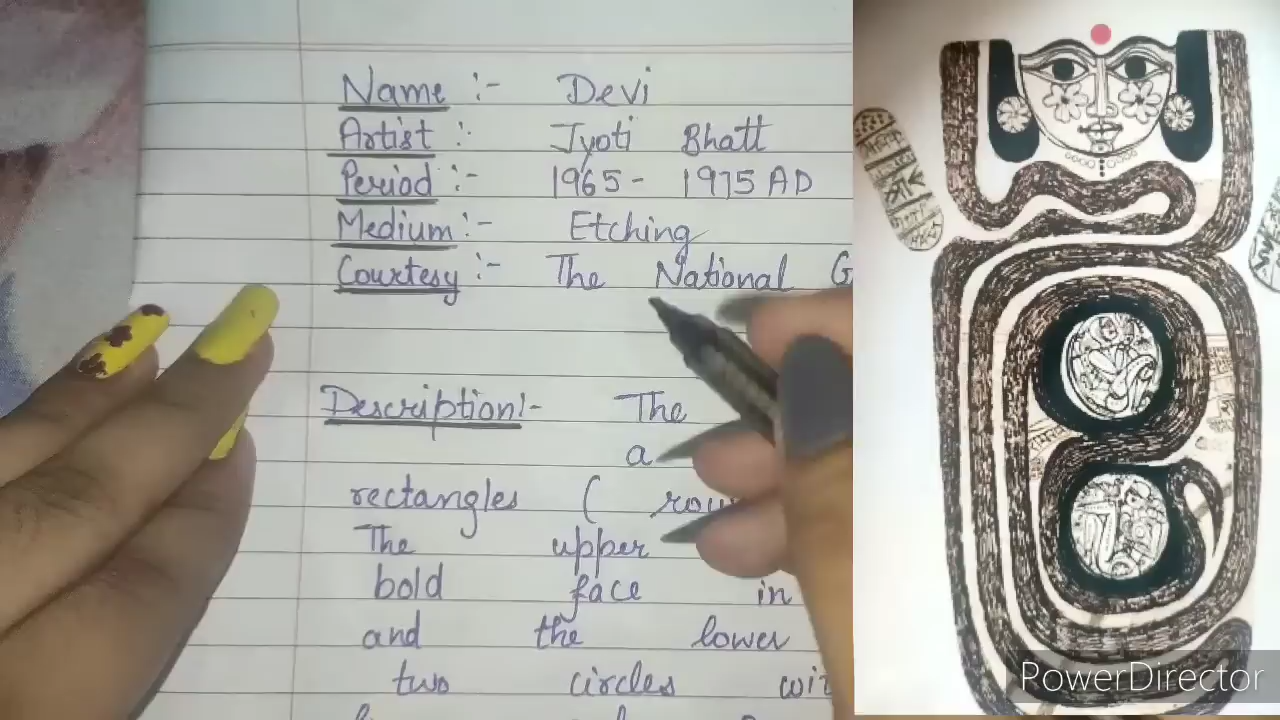 Name :- Devi
Artist :- Jyoti Bhatt
Period :- 1965 - 1975 AD
Medium :- Etching
Courtesy :- The National G
Description :- The
a
rectangles (
The upper
bold face in
and the lower
two circles
PowerDirector